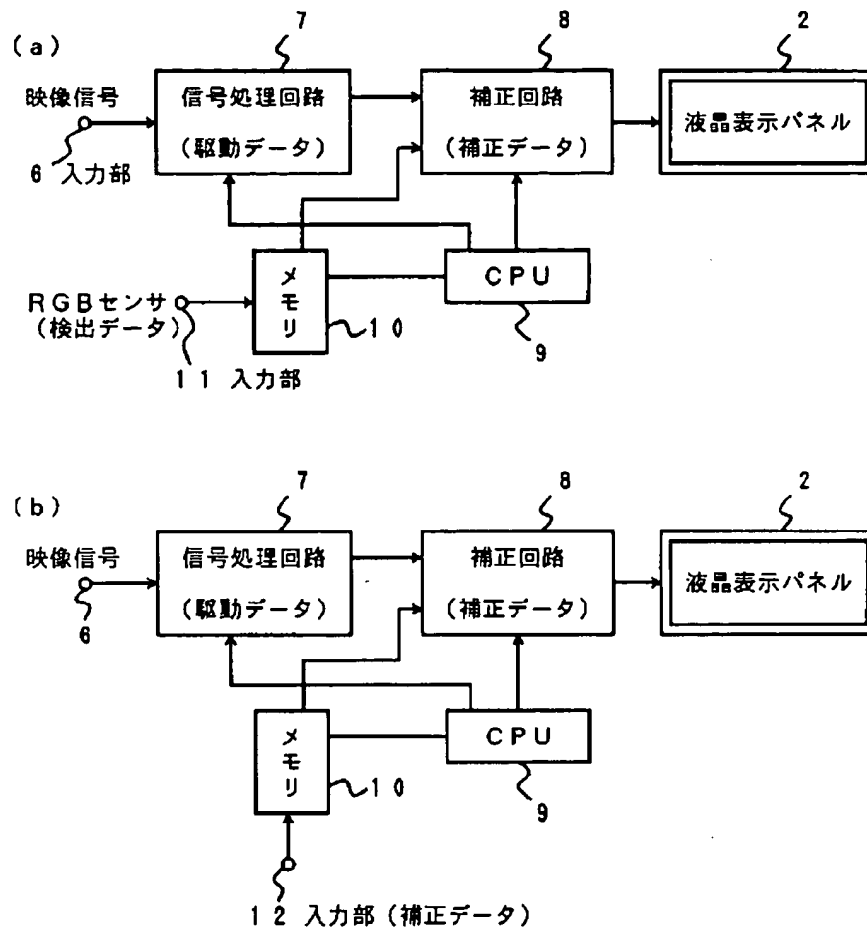 (a)
7
8
2
映像信号
信号処理回路
(駆動データ)
補正回路
(補正データ)
液晶表示パネル
6 入力部
メモリ
CPU
RGBセンサ
(検出データ)
10
9
11 入力部
(b)
7
8
2
映像信号
信号処理回路
(駆動データ)
補正回路
(補正データ)
液晶表示パネル
6
メモリ
CPU
10
9
12 入力部(補正データ)